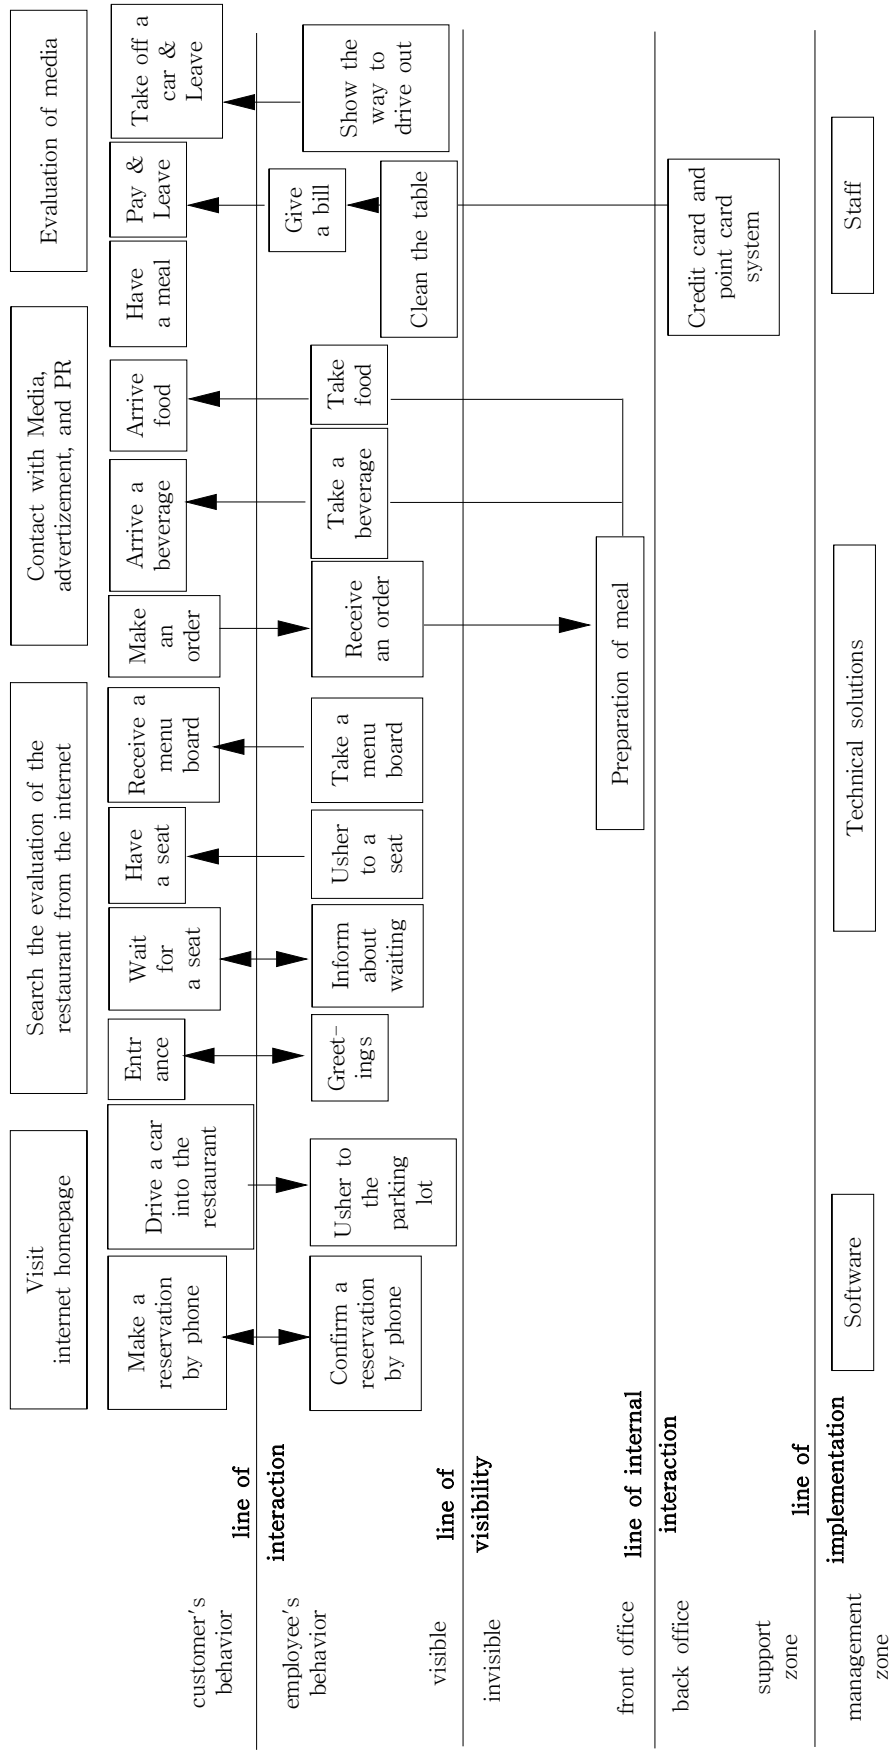 Visit
internet homepage
Search the evaluation of the
restaurant from the internet
Contact with Media,
advertizement, and PR
Evaluation of media
Make a
reservation
by phone
Drive a car
into the
restaurant
Entr
ance
Wait
for
a seat
Have
a seat
Receive a
menu
board
Make
an
order
Arrive a
beverage
Arrive
food
Have
a meal
Pay &
Leave
Take off a
car &
Leave
customer's
behavior
line of
interaction
employee's
behavior
Confirm a
reservation
by phone
Usher to
the
parking
lot
Greet-
ings
Inform
about
waiting
Usher
to a
seat
Take a
menu
board
Receive
an order
Take a
beverage
Take
food
Give
a bill
Clean the table
Show the
way to
drive out
visible
line of
visibility
invisible
Preparation of meal
front office
line of internal
interaction
back office
Credit card and
point card
system
support
zone
line of
implementation
management
zone
Software
Technical solutions
Staff